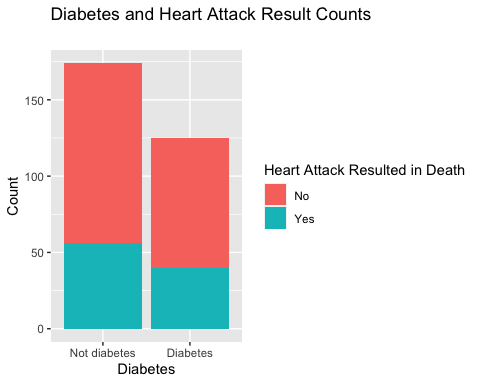 Diabetes and Heart Attack Result Counts
150
100
50
0
Count
Not diabetes
Diabetes
Diabetes
Heart Attack Resulted in Death
No
Yes